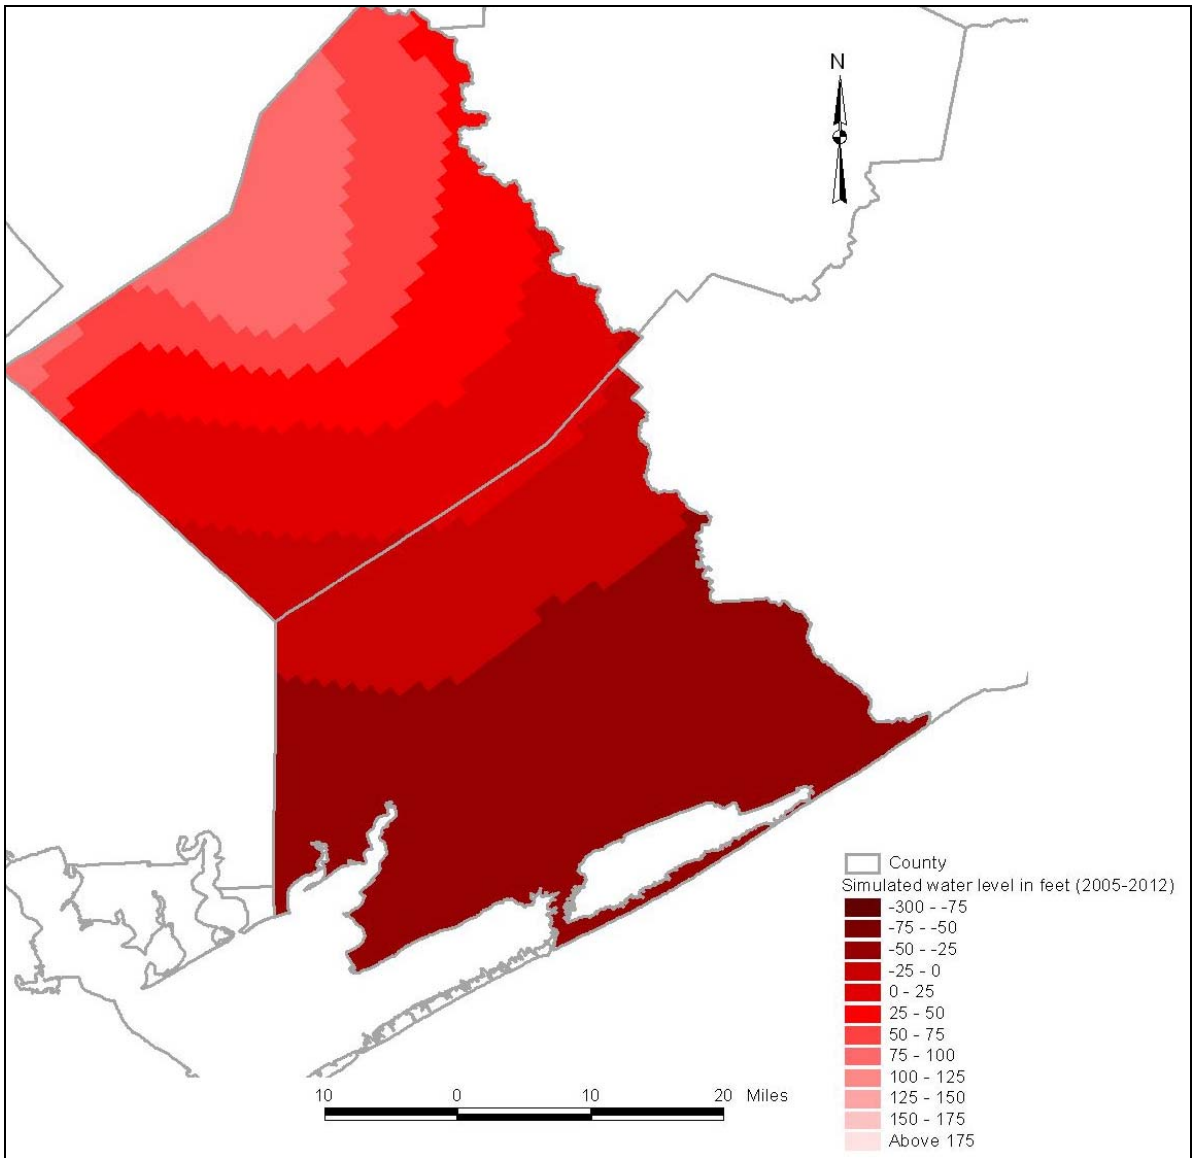 N
County
Simulated water level in feet (2005-2012)
-300 - -75
-75 - -50
-50 - -25
-25 - 0
0 - 25
25 - 50
50 - 75
75 - 100
100 - 125
125 - 150
150 - 175
Above 175
10 0 10 20 Miles